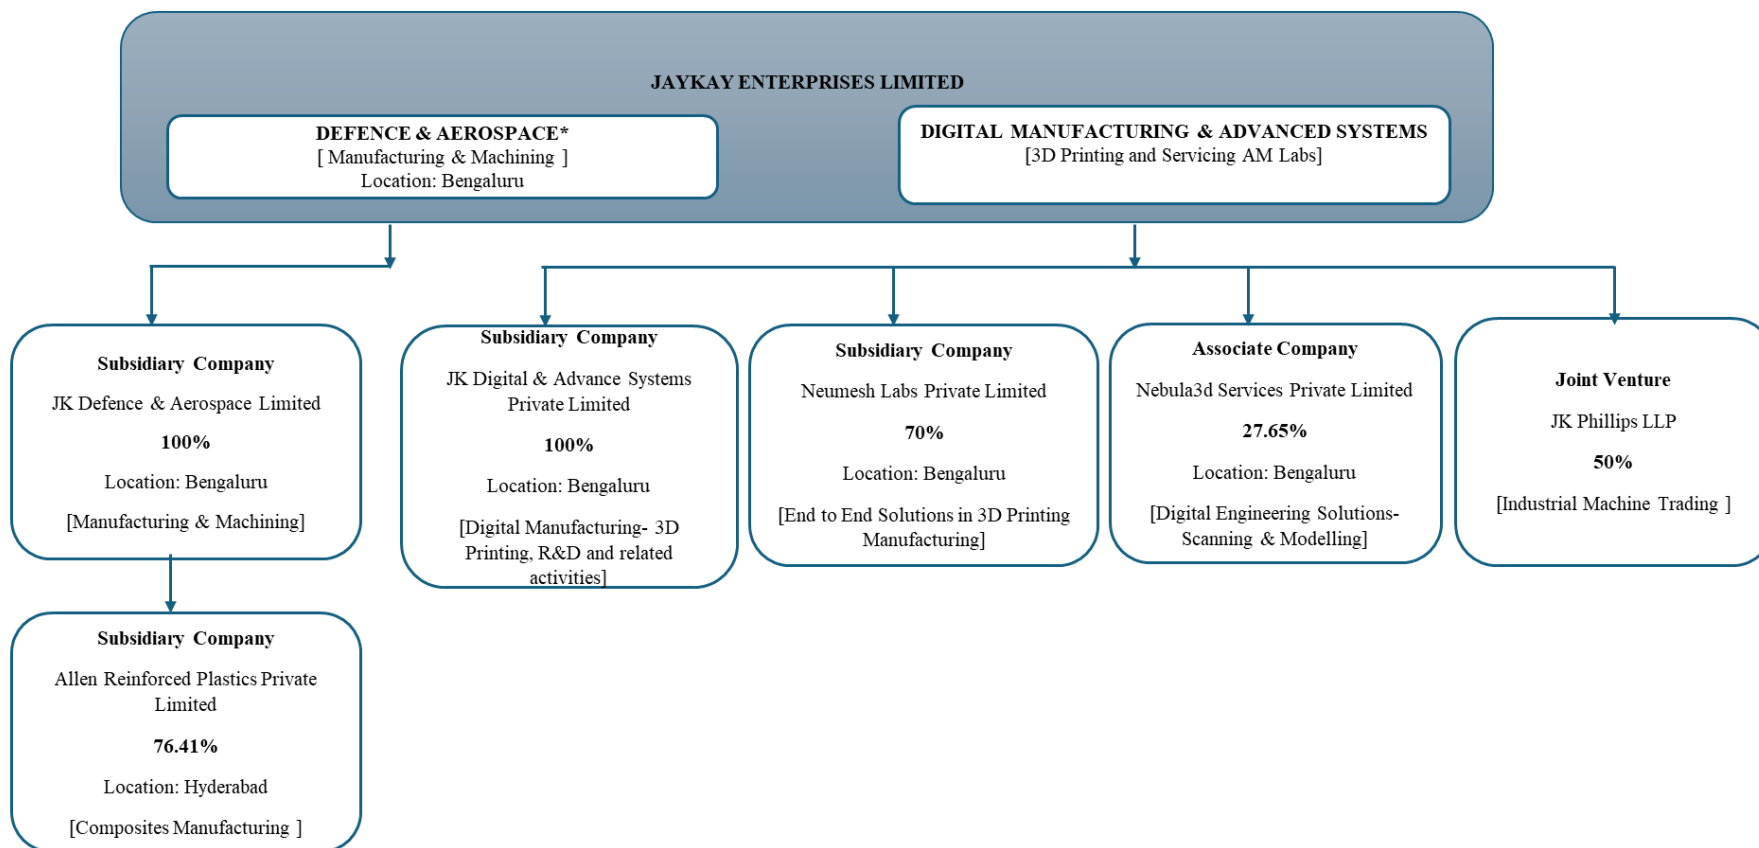 JAYKAY ENTERPRISES LIMITED
DEFENCE & AEROSPACE*
[ Manufacturing & Machining ]
Location: Bengaluru
DIGITAL MANUFACTURING & ADVANCED SYSTEMS
[3D Printing and Servicing AM Labs]
Subsidiary Company
JK Defence & Aerospace Limited
100%
Location: Bengaluru
[Manufacturing & Machining]
Subsidiary Company
JK Digital & Advance Systems
Private Limited
100%
Location: Bengaluru
[Digital Manufacturing- 3D
Printing, R&D and related
activities]
Subsidiary Company
Neumesh Labs Private Limited
70%
Location: Bengaluru
[End to End Solutions in 3D Printing
Manufacturing]
Associate Company
Nebula3d Services Private Limited
27.65%
Location: Bengaluru
[Digital Engineering Solutions-
Scanning & Modelling]
Joint Venture
JK Phillips LLP
50%
[Industrial Machine Trading ]
Subsidiary Company
Allen Reinforced Plastics Private
Limited
76.41%
Location: Hyderabad
[Composites Manufacturing ]